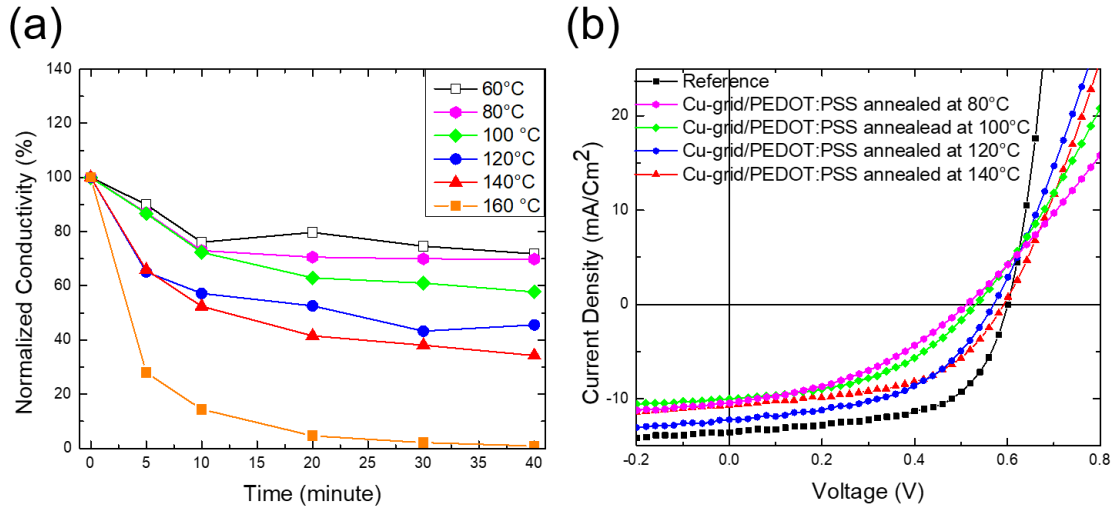 (a)
140
120
100
80
60
40
20
0
0
5
10
20
30
40
Normalized Conductivity (%)
Time (minute)
60°C
80°C
100 °C
120°C
140°C
160 °C
(b)
20
10
0
-10
-0.2
0.0
0.2
0.4
0.6
0.8
Current Density (mA/Cm²)
Voltage (V)
Reference
Cu-grid/PEDOT:PSS annealed at 80°C
Cu-grid/PEDOT:PSS annealead at 100°C
Cu-grid/PEDOT:PSS annealed at 120°C
Cu-grid/PEDOT:PSS annealed at 140°C